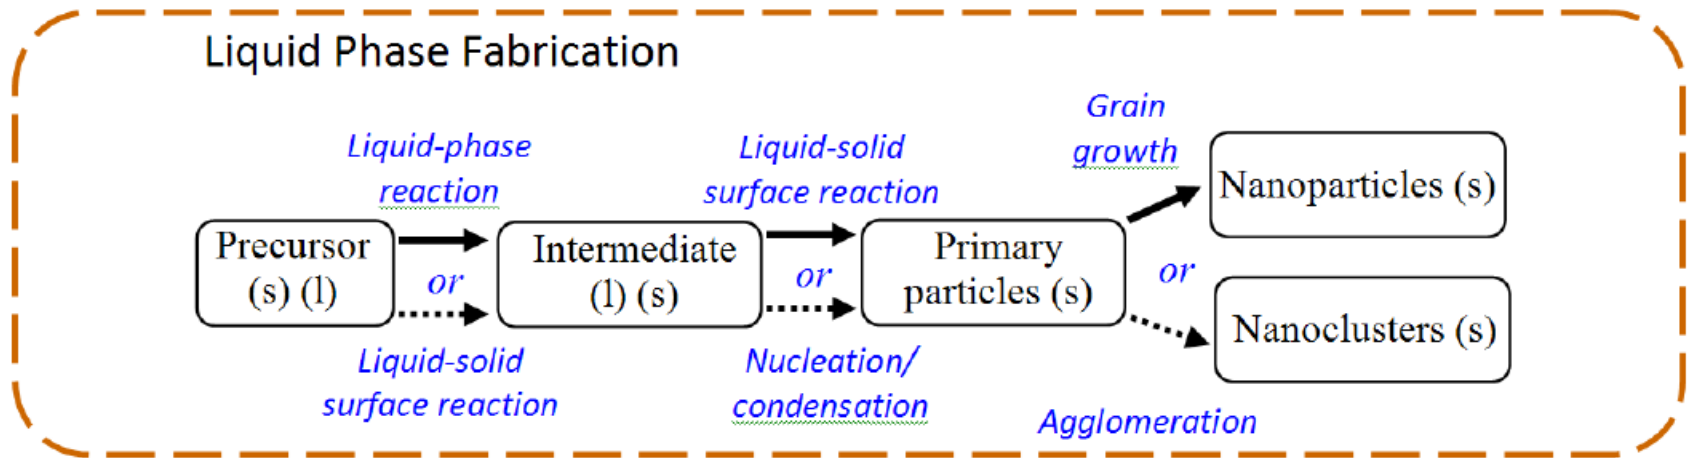 Liquid Phase Fabrication
Liquid-phase
reaction
Liquid-solid
surface reaction
Grain
growth
Precursor
(s) (l)
or
Intermediate
(l) (s)
or
Primary
particles (s)
or
Nanoparticles (s)
Nanoclusters (s)
Liquid-solid
surface reaction
Nucleation/
condensation
Agglomeration